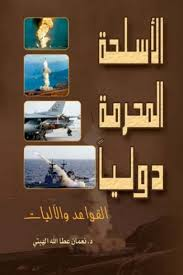 الأسلحة
المحرمة
دولياً
القواعد والآليات
د. نعمان عطا الله الهيتي